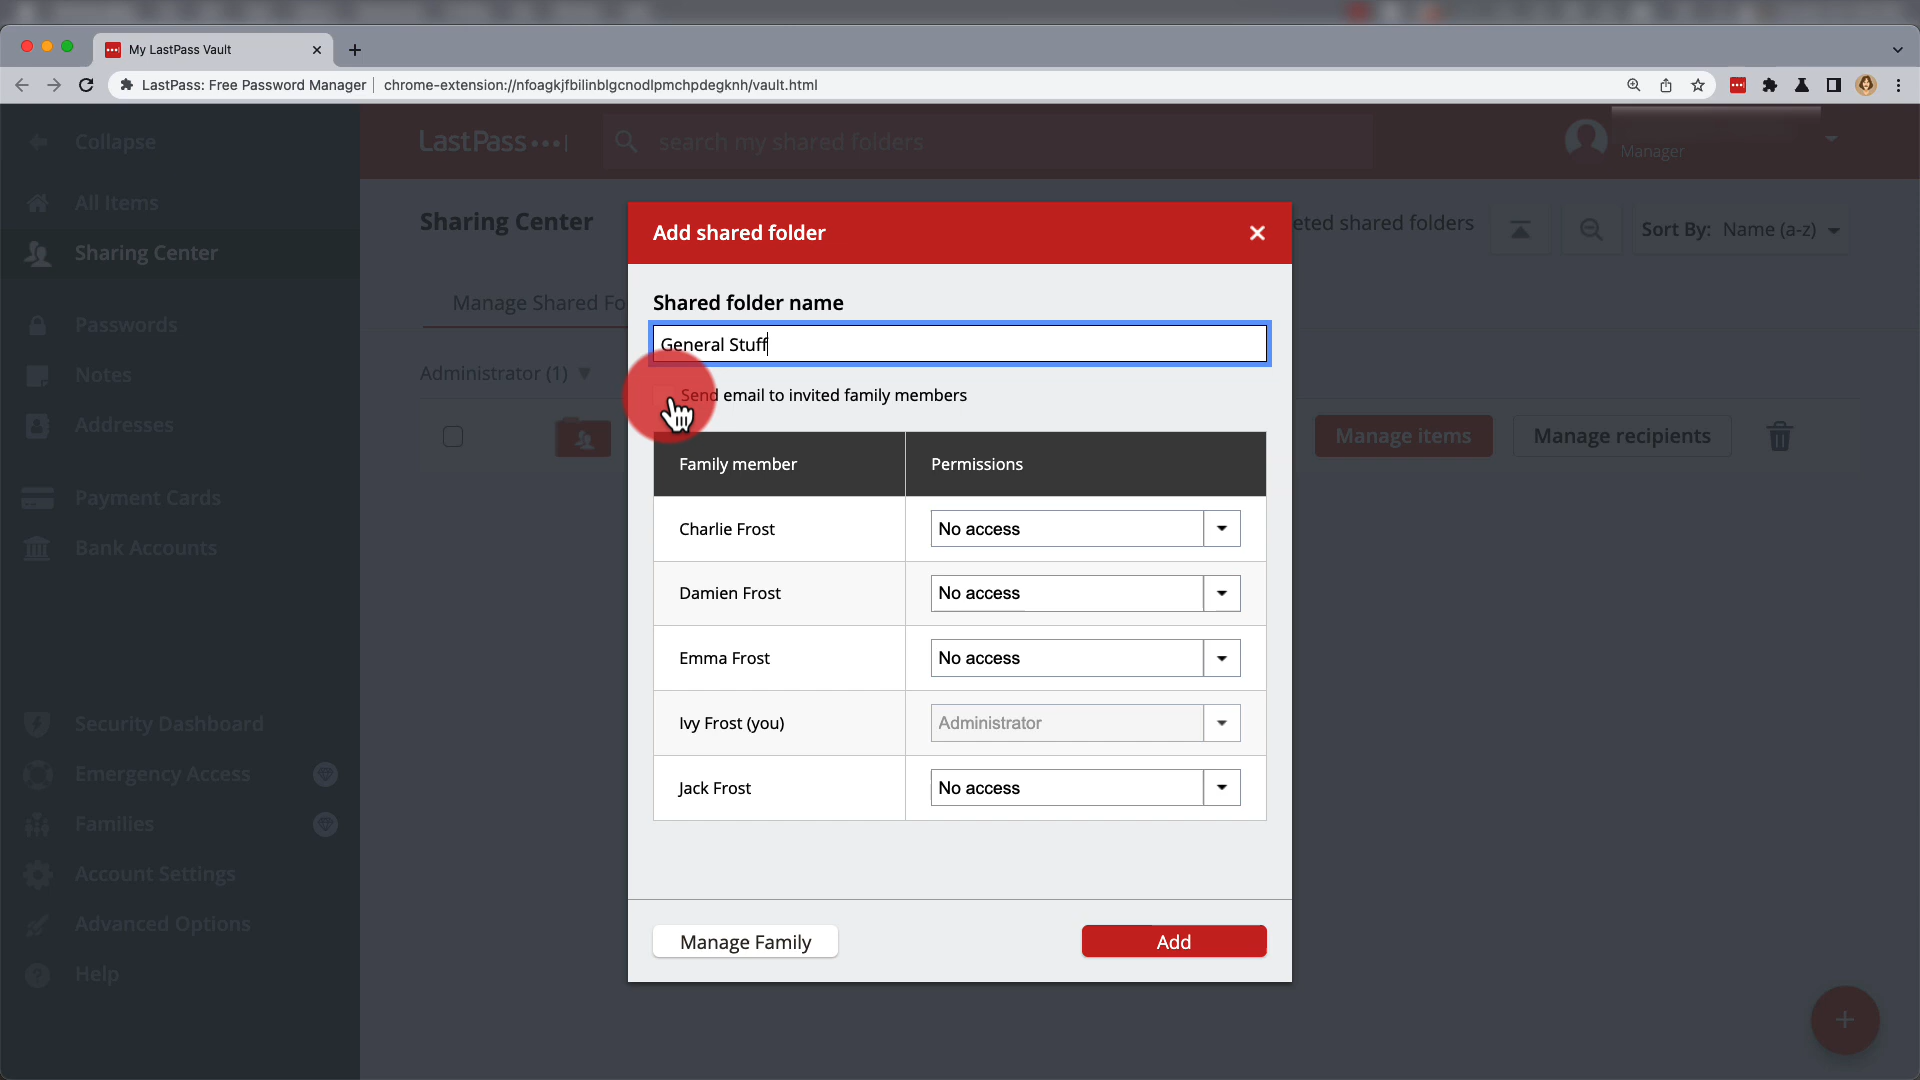 My LastPass Vault
LastPass: Free Password Manager
chrome-extension://nfoagkjfbilinblgcnodlpmchpdegknh/vault.html
Collapse
LastPass
search my shared folders
Manager
All Items
Sharing Center
Passwords
Notes
Addresses
Payment Cards
Bank Accounts
Security Dashboard
Emergency Access
Families
Account Settings
Advanced Options
Help
Sharing Center
eted shared folders
Sort By: Name (a-z)
Manage Shared Fo
Administrator (1)
Manage items
Manage recipients
Add shared folder
Shared folder name
General Stuff
Send email to invited family members
Family member Permissions
Charlie Frost No access
Damien Frost No access
Emma Frost No access
Ivy Frost (you) Administrator
Jack Frost No access
Manage Family
Add